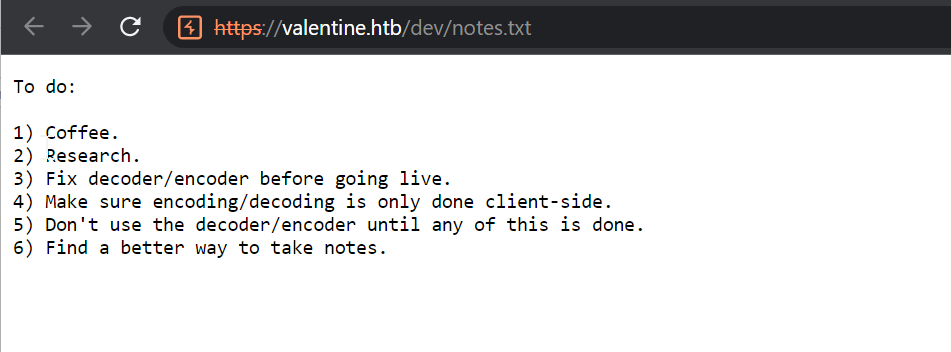 https://valentine.htb/dev/notes.txt
To do:
1) Coffee.
2) Research.
3) Fix decoder/encoder before going live.
4) Make sure encoding/decoding is only done client-side.
5) Don't use the decoder/encoder until any of this is done.
6) Find a better way to take notes.